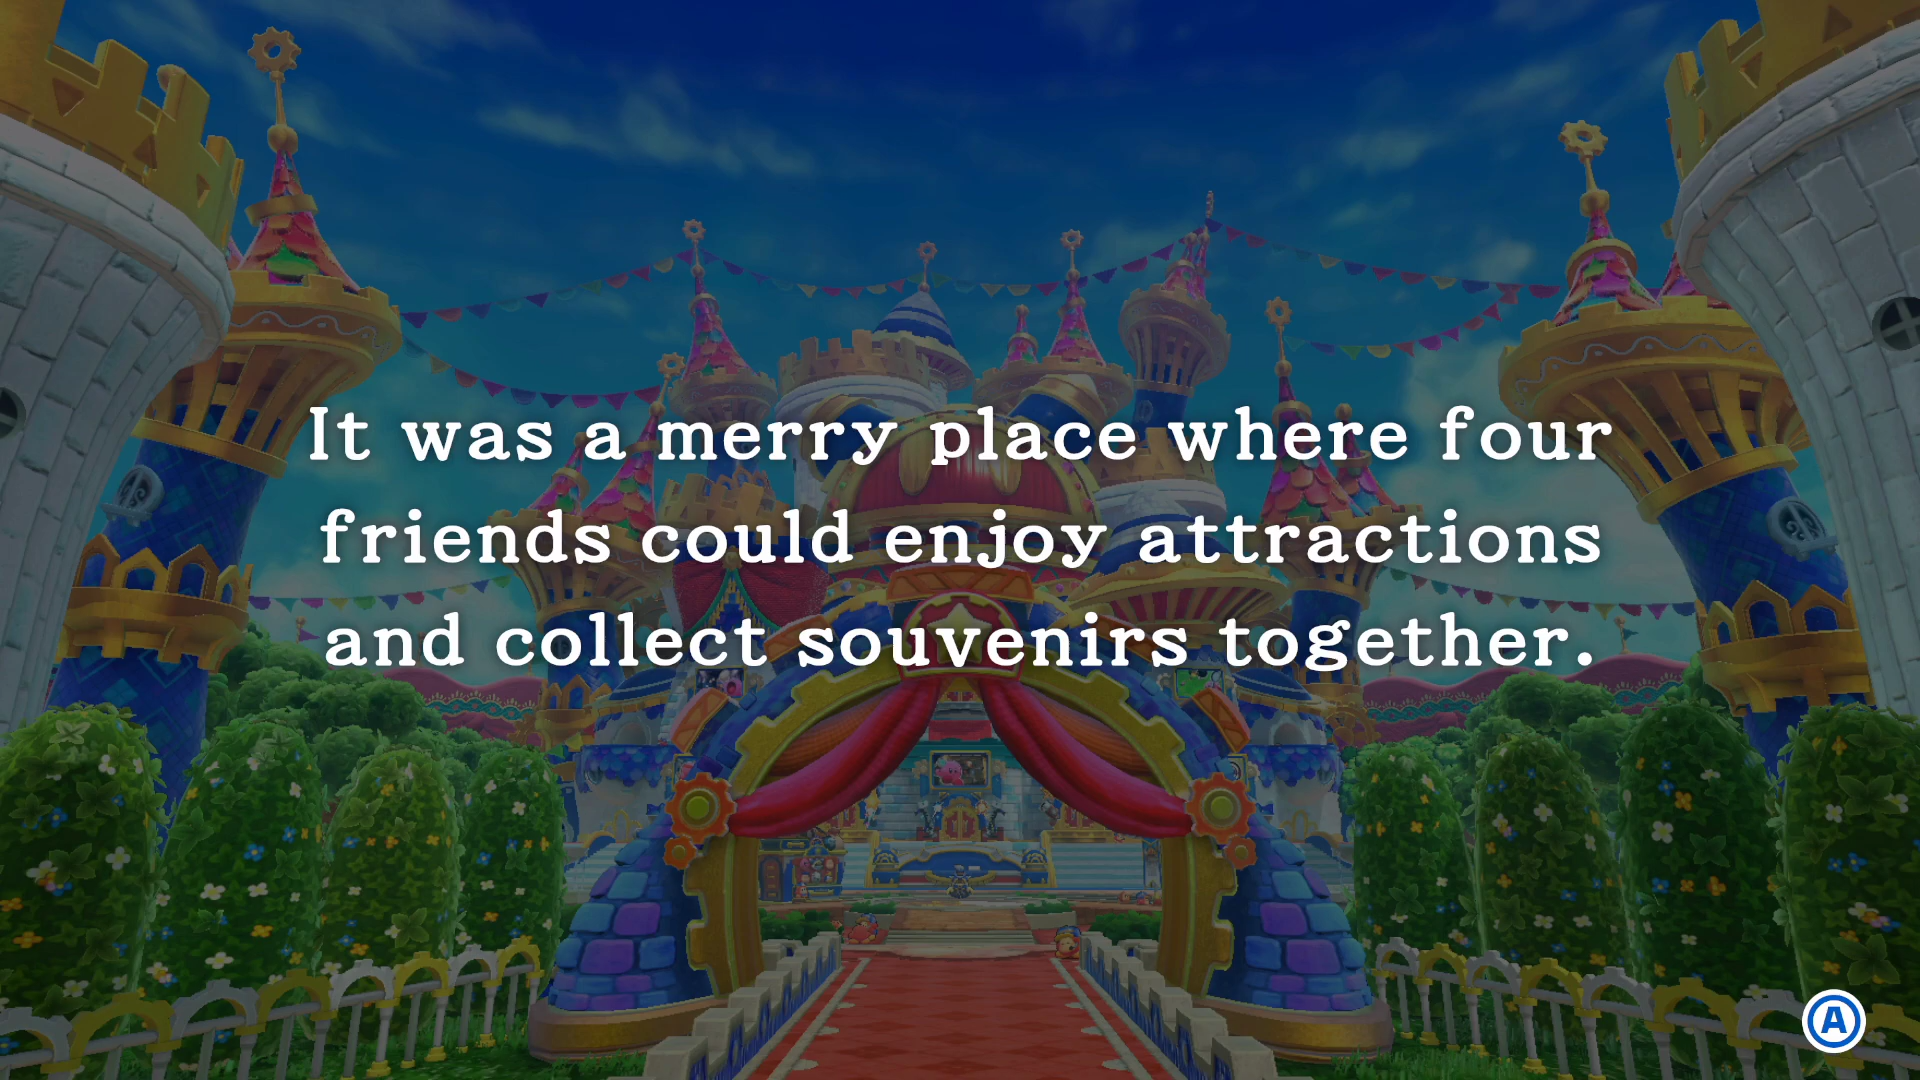 It was a merry place where four
friends could enjoy attractions
and collect souvenirs together.
A